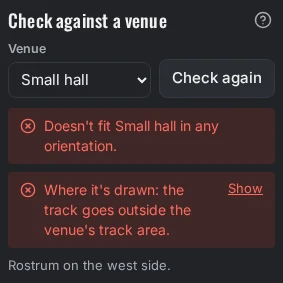 Check against a venue
Venue
Small hall
Check again
Doesn't fit Small hall in any
orientation.
Where it's drawn: the
track goes outside the
venue's track area.
Show
Rostrum on the west side.